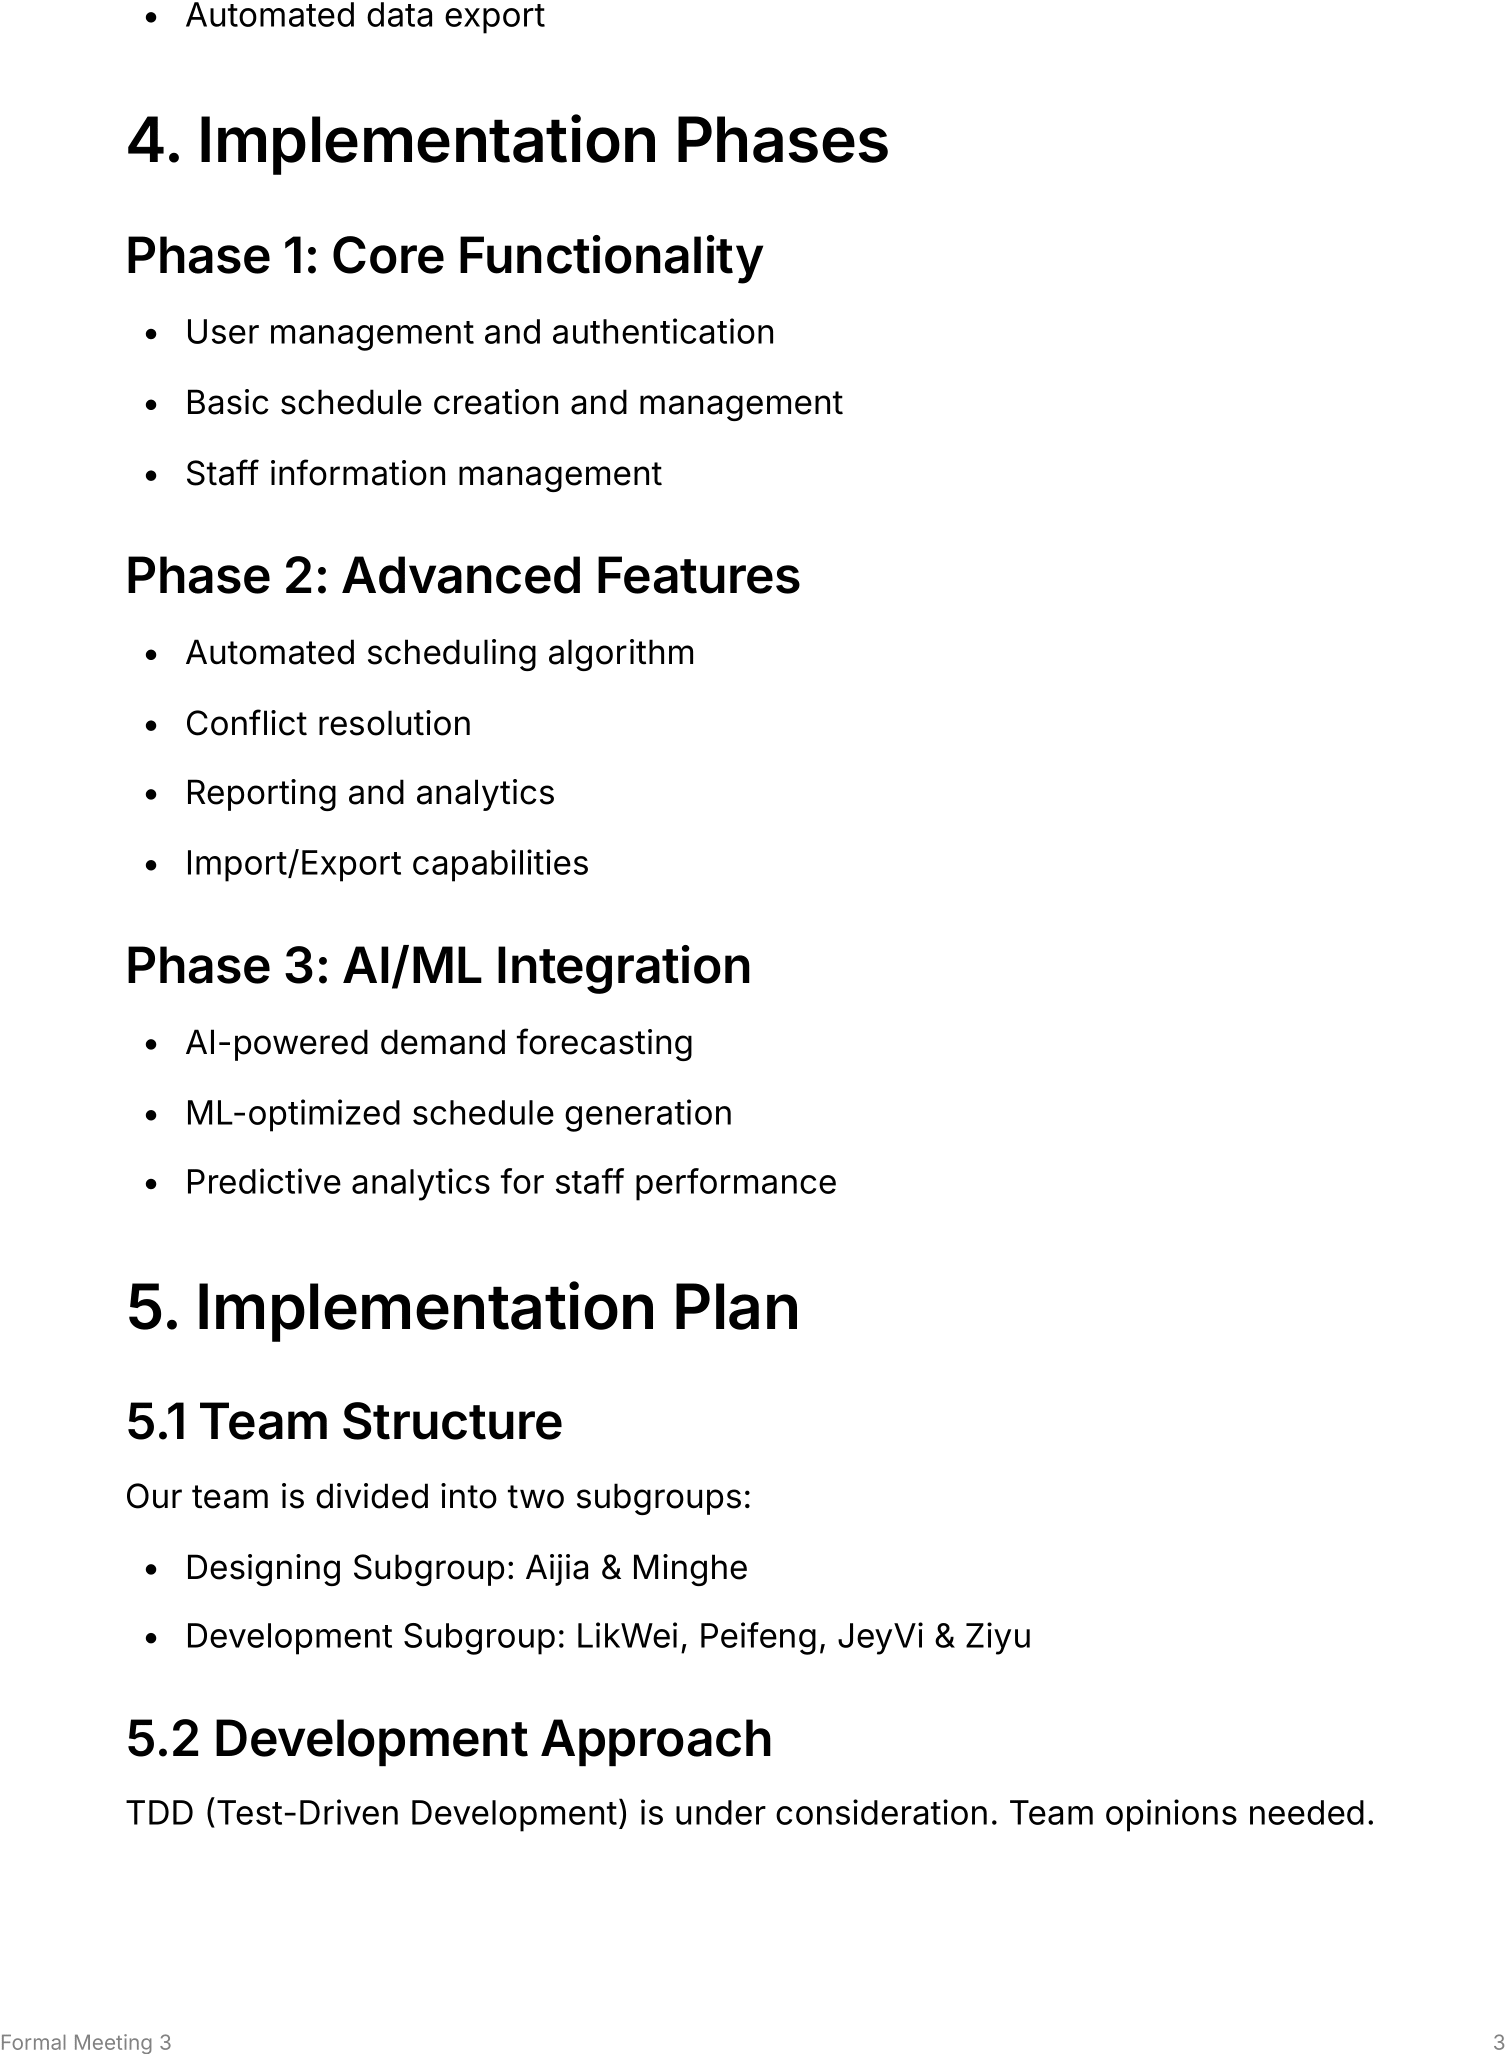 • Automated data export
4. Implementation Phases
Phase 1: Core Functionality
• User management and authentication
• Basic schedule creation and management
• Staff information management
Phase 2: Advanced Features
• Automated scheduling algorithm
• Conflict resolution
• Reporting and analytics
• Import/Export capabilities
Phase 3: AI/ML Integration
• AI-powered demand forecasting
• ML-optimized schedule generation
• Predictive analytics for staff performance
5. Implementation Plan
5.1 Team Structure
Our team is divided into two subgroups:
• Designing Subgroup: Aijia & Minghe
• Development Subgroup: LikWei, Peifeng, JeyVi & Ziyu
5.2 Development Approach
TDD (Test-Driven Development) is under consideration. Team opinions needed.
Formal Meeting 3
3